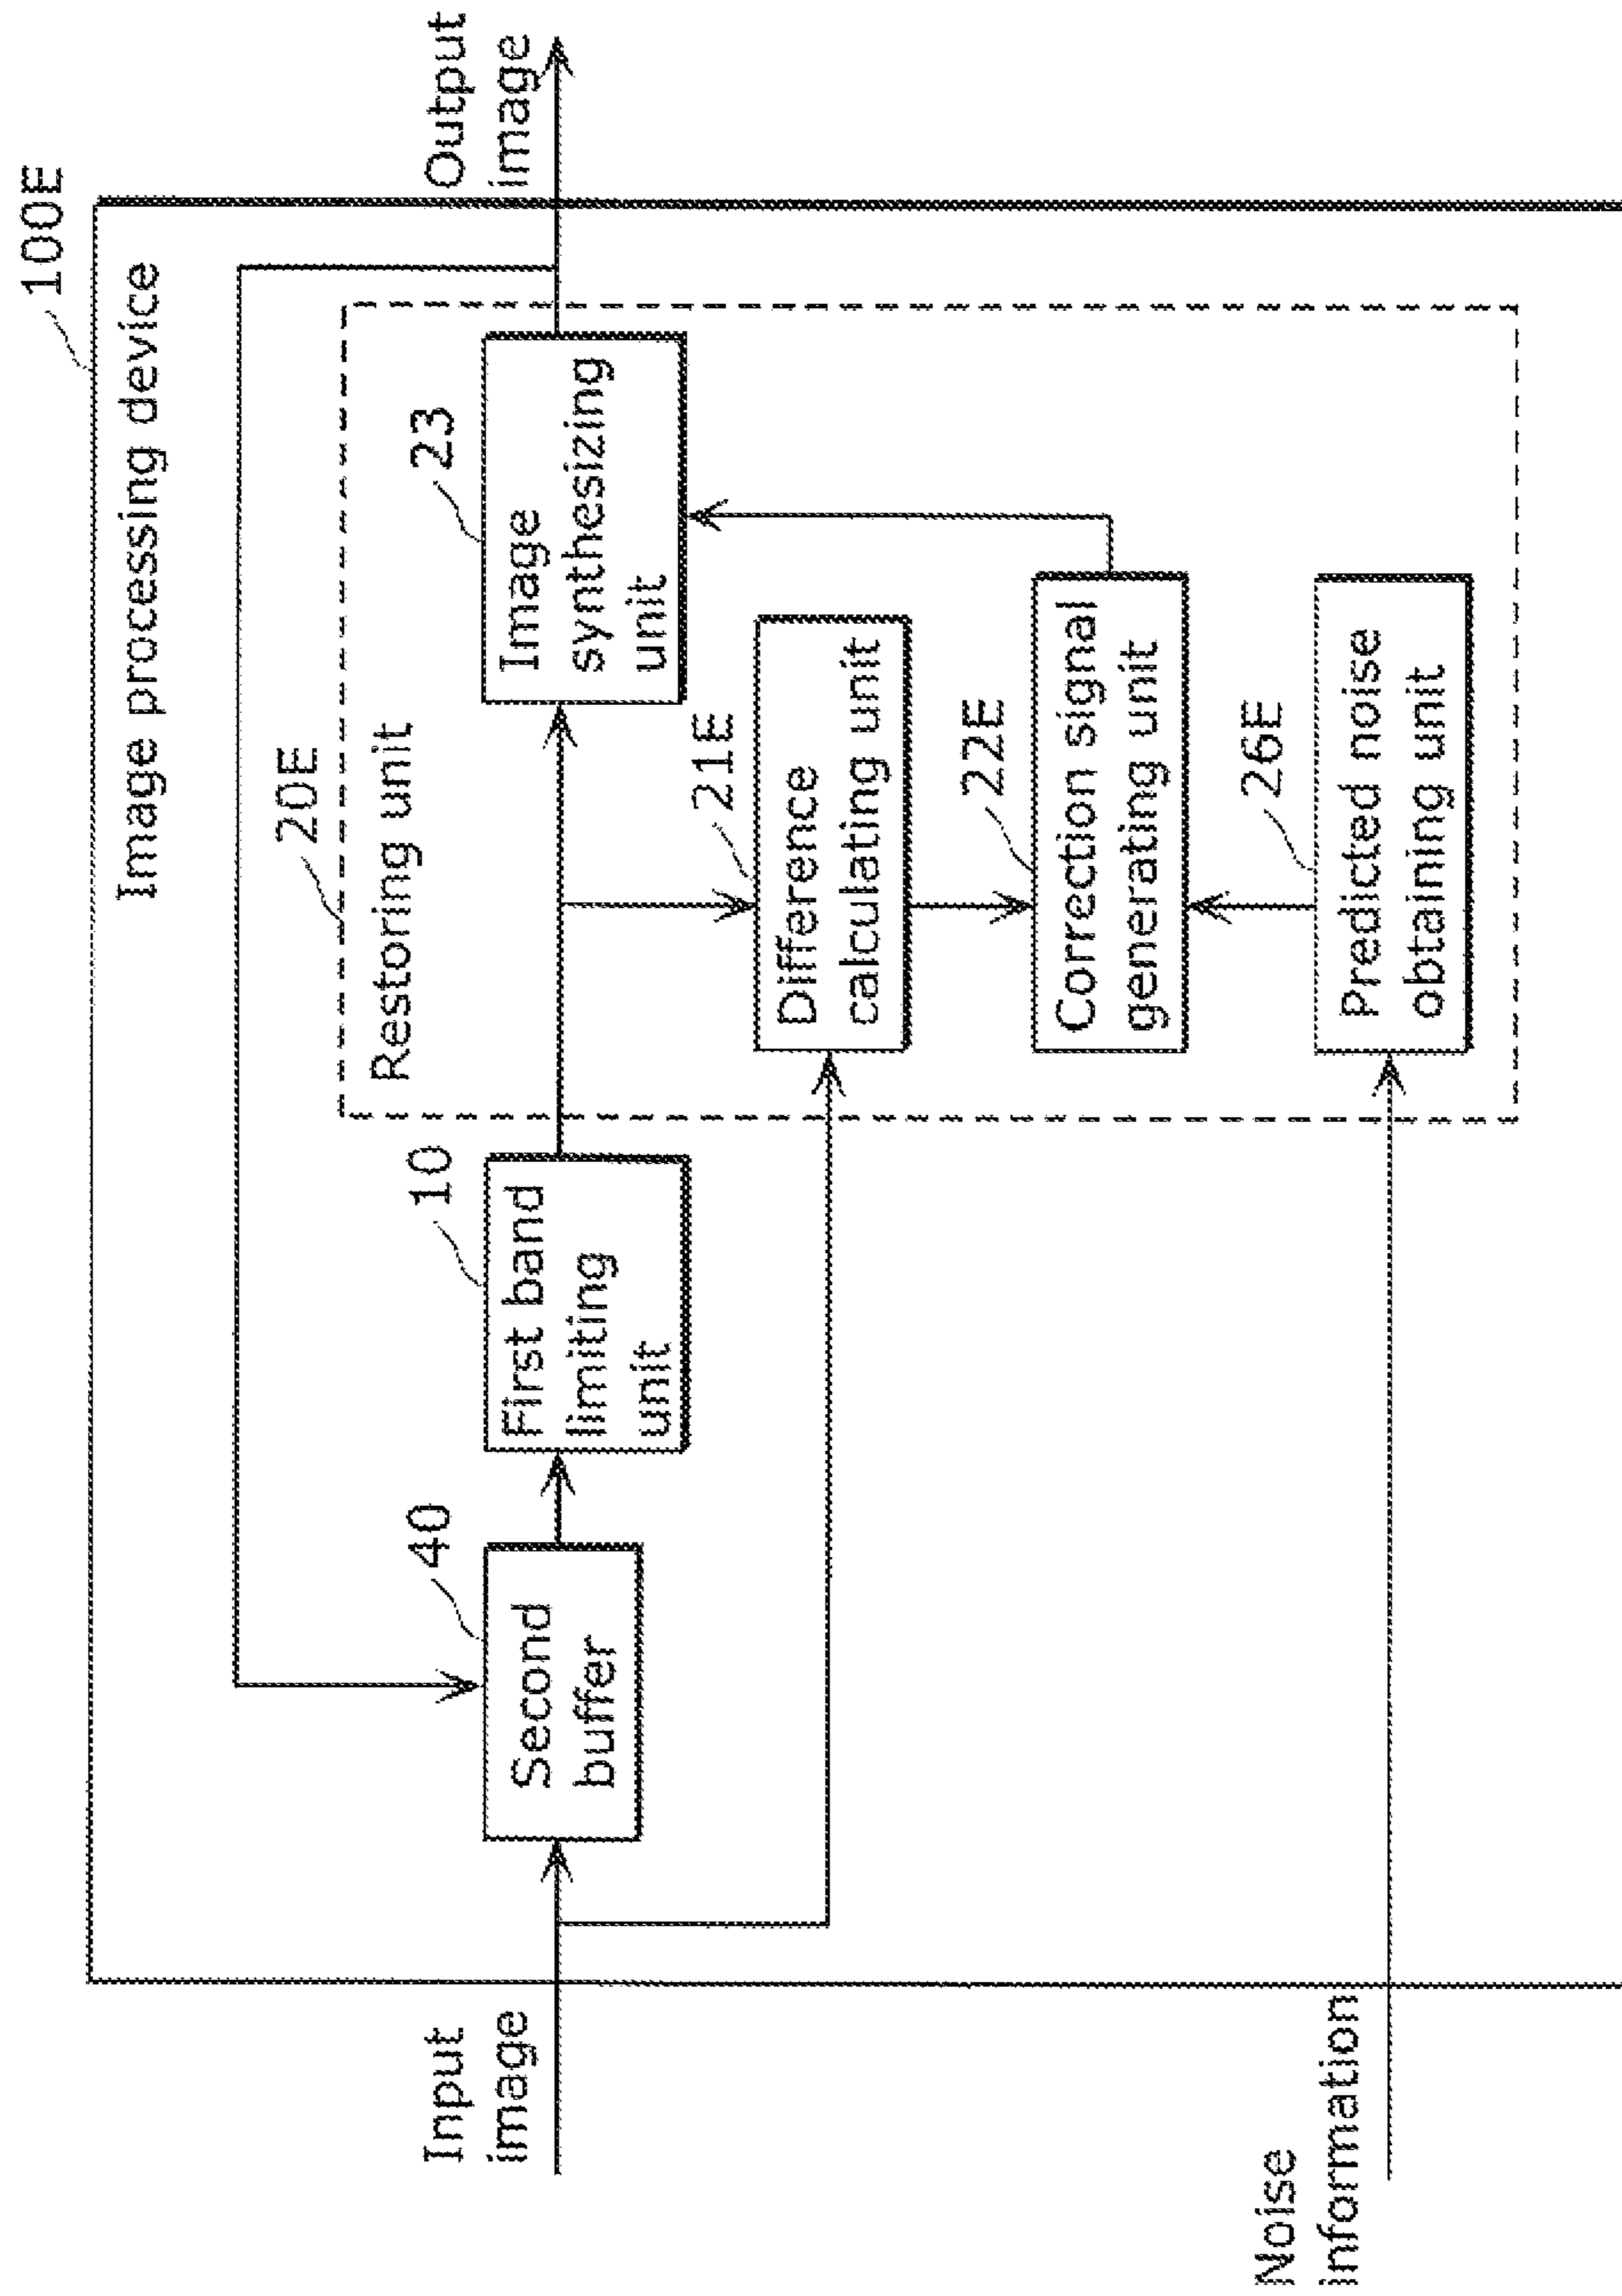 100E
Image processing device
20E
Restoring unit
Input
image
40
Second
buffer
10
First band
limiting
unit
23
Image
synthesizing
unit
Output
image
21E
Difference
calculating unit
22E
Correction signal
generating unit
26E
Predicted noise
obtaining unit
Noise
information